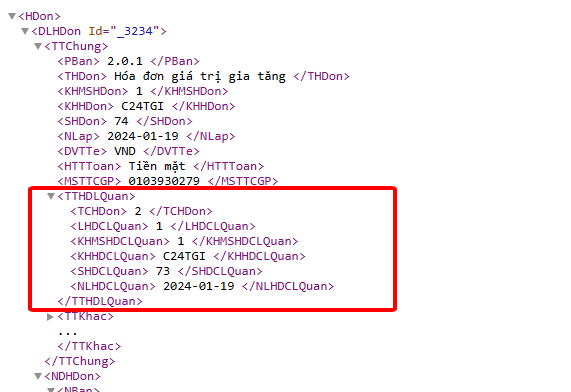 ▼<HDon>
▼<DLHDon Id="_3234">
▼<TTChung>
<PBan> 2.0.1 </PBan>
<THDon> Hóa đơn giá trị gia tăng </THDon>
<KHMSHDon> 1 </KHMSHDon>
<KHHDon> C24TGI </KHHDon>
<SHDon> 74 </SHDon>
<NLap> 2024-01-19 </NLap>
<DVTTe> VND </DVTTe>
<HTTToan> Tiền mặt </HTTToan>
<MSTTCGP> 0103930279 </MSTTCGP>
▼<TTHDLQuan>
<TCHDon> 2 </TCHDon>
<LHDCLQuan> 1 </LHDCLQuan>
<KHMSHDCLQuan> 1 </KHMSHDCLQuan>
<KHHDCLQuan> C24TGI </KHHDCLQuan>
<SHDCLQuan> 73 </SHDCLQuan>
<NLHDCLQuan> 2024-01-19 </NLHDCLQuan>
</TTHDLQuan>
▶<TTKhac>
...
</TTKhac>
</TTChung>
▼<NDHDon>
▼<NBan>